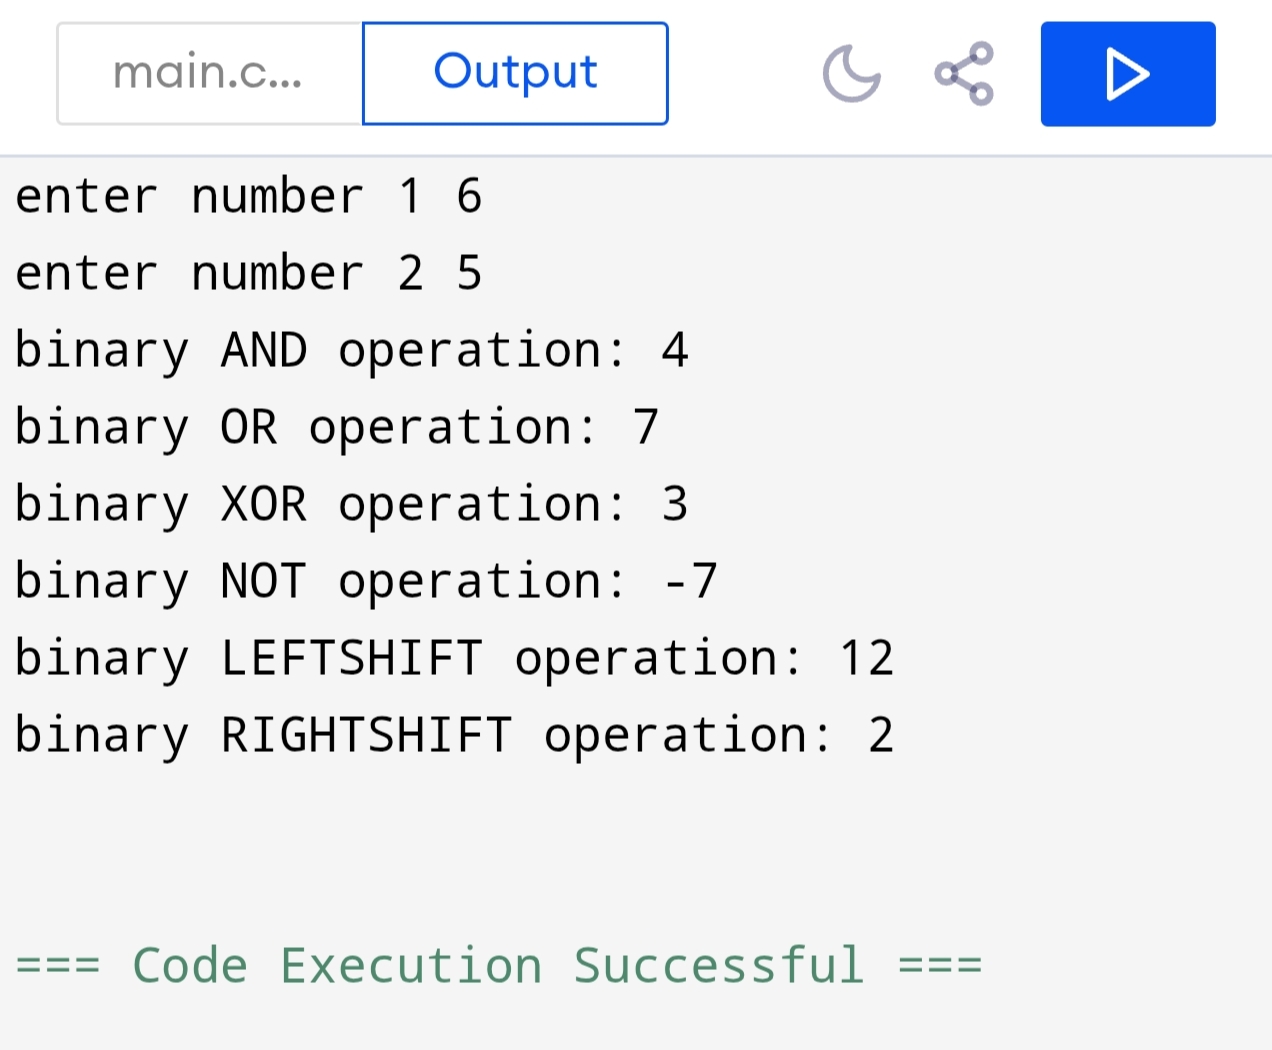 main.c...
Output
enter number 1 6
enter number 2 5
binary AND operation: 4
binary OR operation: 7
binary XOR operation: 3
binary NOT operation: -7
binary LEFTSHIFT operation: 12
binary RIGHTSHIFT operation: 2
=== Code Execution Successful ===